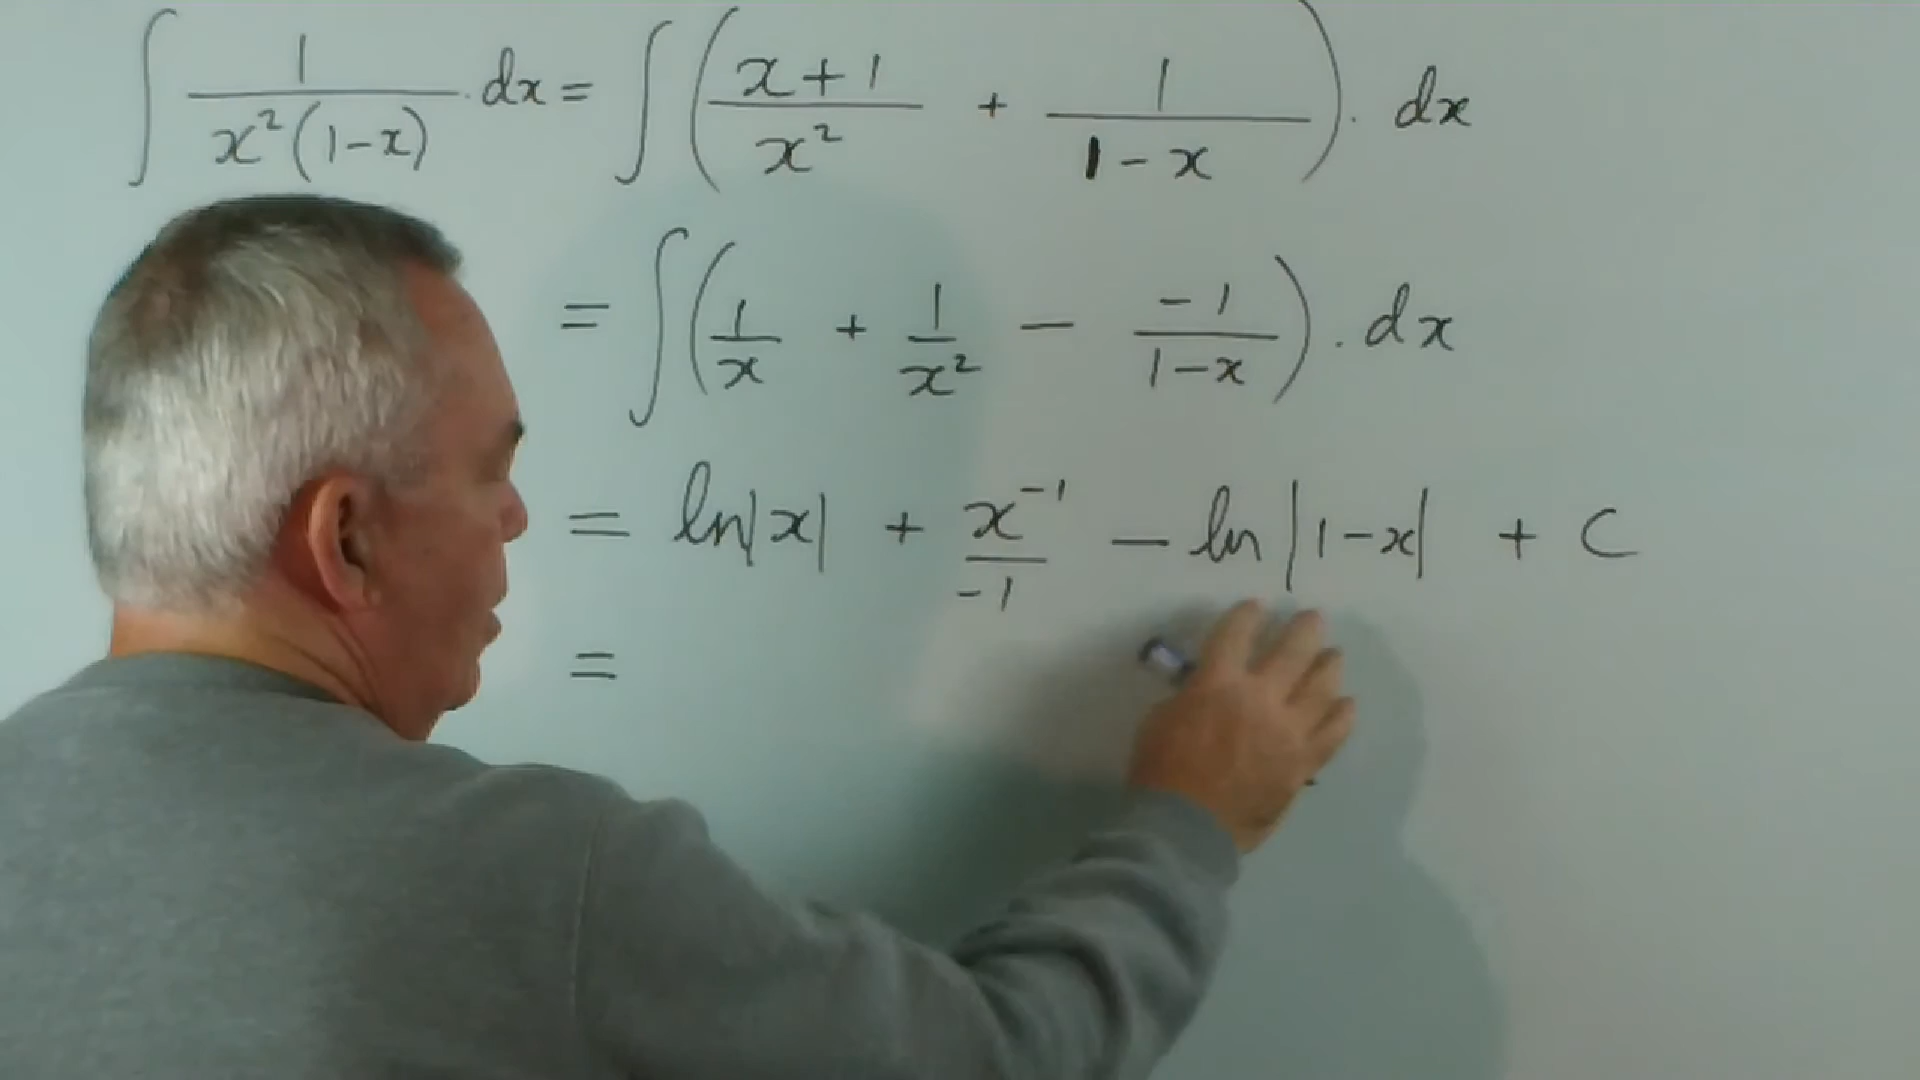 ∫ 1/(x²(1-x)) . dx = ∫ ( (x+1)/x² + 1/(1-x) ) . dx
= ∫ ( 1/x + 1/x² - -1/(1-x) ) . dx
= ln|x| + x⁻¹/-1 - ln|1-x| + C
=